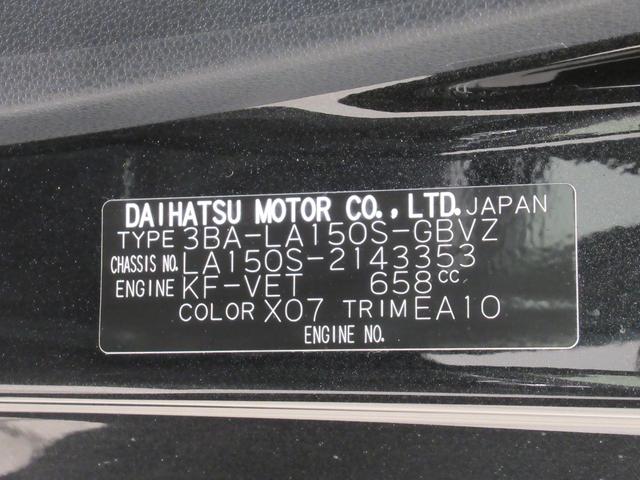 DAIHATSU MOTOR CO., LTD. JAPAN
TYPE 3BA-LA150S-GBVZ
CHASSIS NO. LA150S-2143353
ENGINE KF-VET 658cc
COLOR X07 TRIM EA10
ENGINE NO.